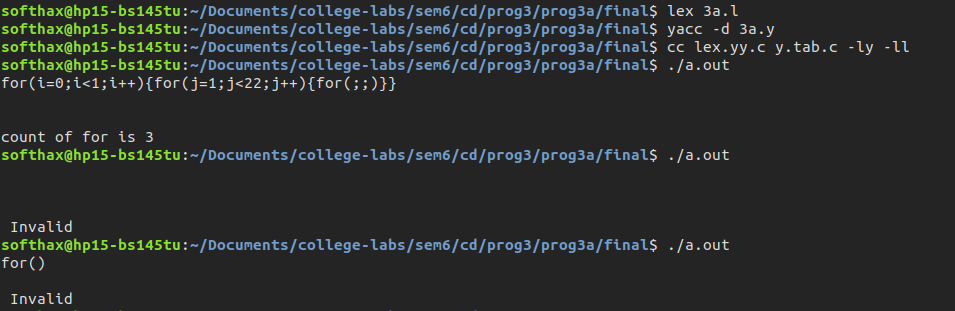 softhax@hp15-bs145tu:~/Documents/college-labs/sem6/cd/prog3/prog3a/final$ lex 3a.l
softhax@hp15-bs145tu:~/Documents/college-labs/sem6/cd/prog3/prog3a/final$ yacc -d 3a.y
softhax@hp15-bs145tu:~/Documents/college-labs/sem6/cd/prog3/prog3a/final$ cc lex.yy.c y.tab.c -ly -ll
softhax@hp15-bs145tu:~/Documents/college-labs/sem6/cd/prog3/prog3a/final$ ./a.out
for(i=0;i<1;i++){for(j=1;j<22;j++){for(;;)}}
count of for is 3
softhax@hp15-bs145tu:~/Documents/college-labs/sem6/cd/prog3/prog3a/final$ ./a.out
Invalid
softhax@hp15-bs145tu:~/Documents/college-labs/sem6/cd/prog3/prog3a/final$ ./a.out
for()
Invalid